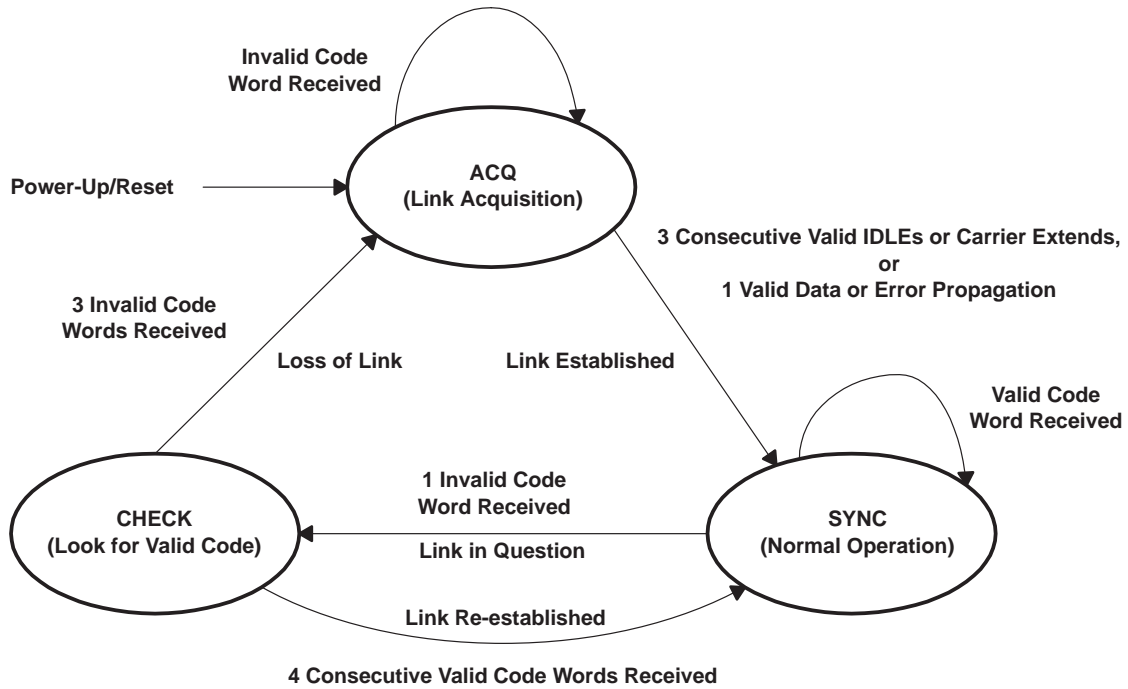 Invalid Code
Word Received
ACQ
(Link Acquisition)
Power-Up/Reset
3 Consecutive Valid IDLEs or Carrier Extends,
or
1 Valid Data or Error Propagation
3 Invalid Code
Words Received
Loss of Link
Link Established
Valid Code
Word Received
1 Invalid Code
Word Received
CHECK
(Look for Valid Code)
SYNC
(Normal Operation)
Link in Question
Link Re-established
4 Consecutive Valid Code Words Received